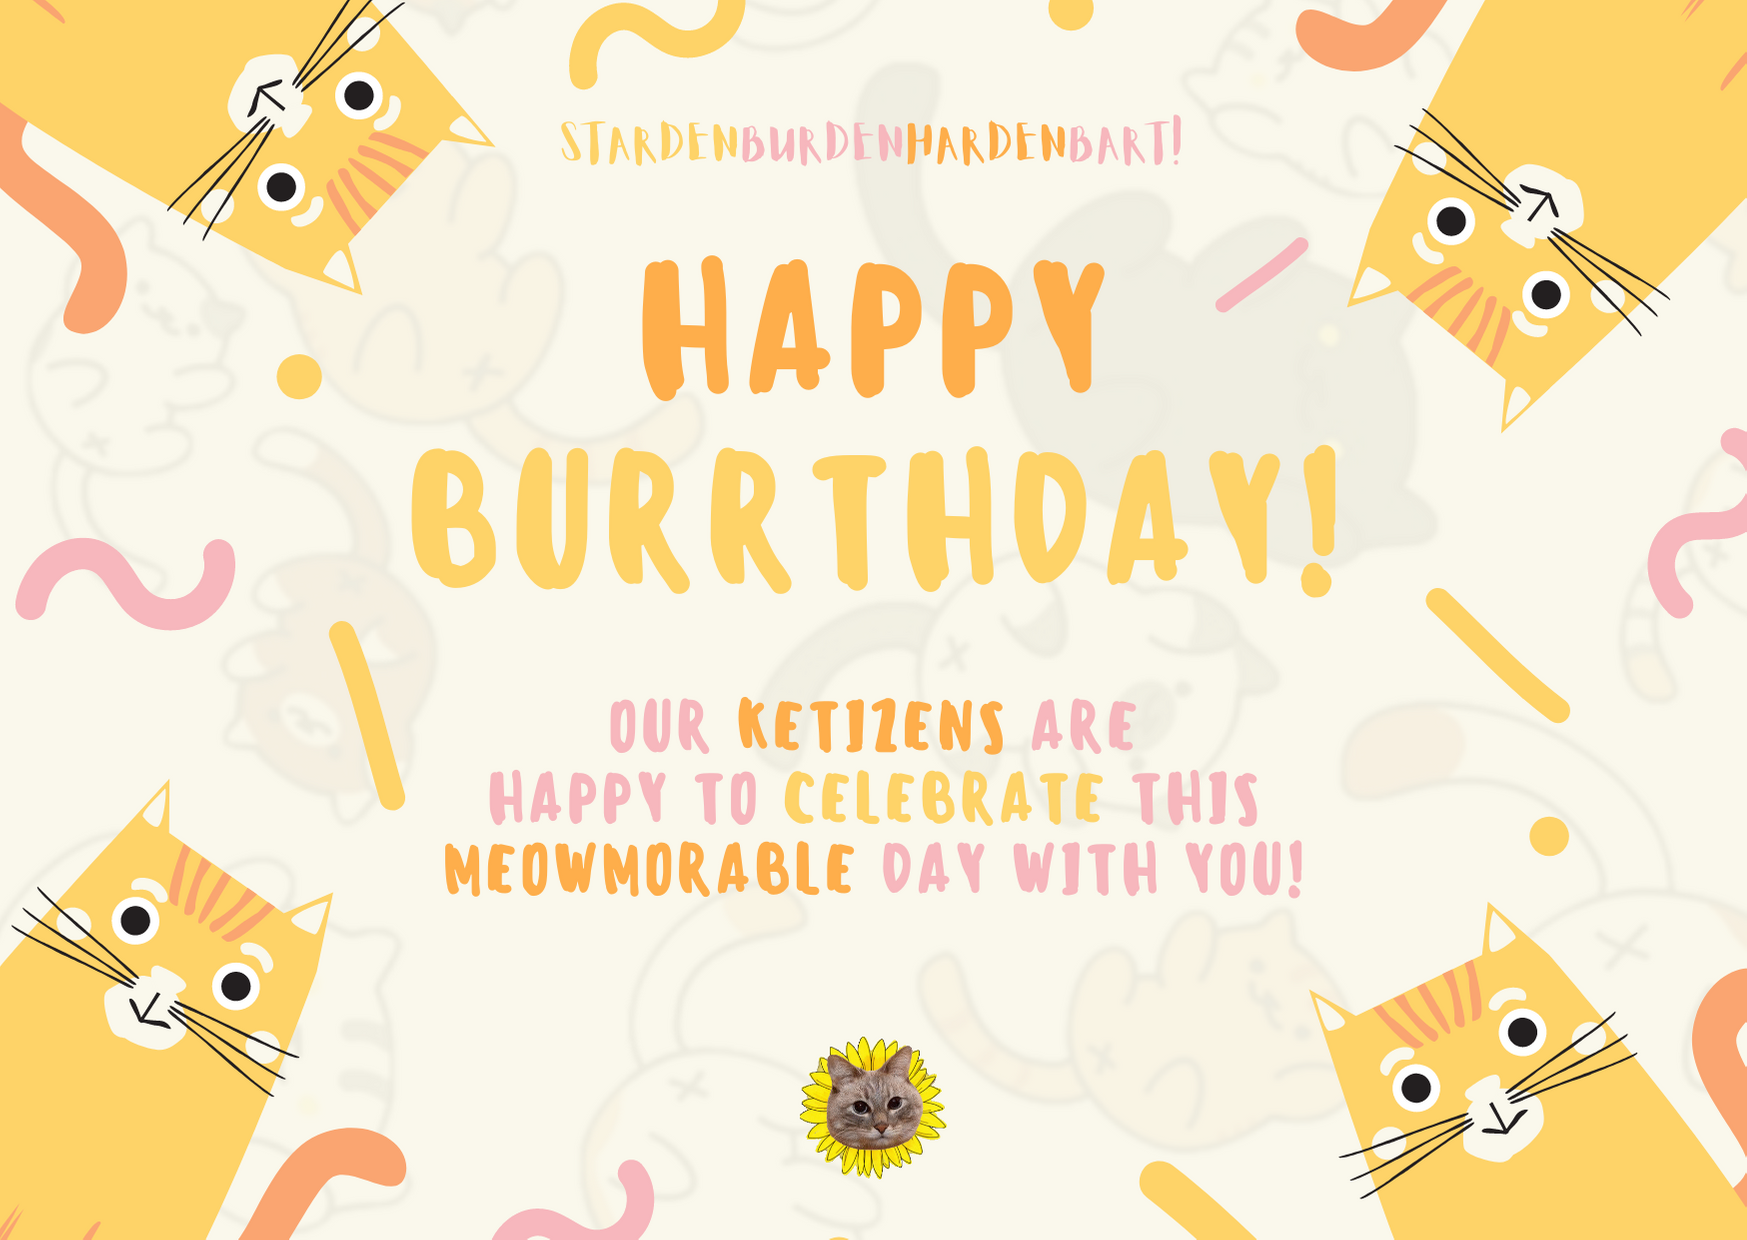 STARDENBURDENHARDENBART!
HAPPY
BURRTHDAY!
OUR KETIZENS ARE
HAPPY TO CELEBRATE THIS
MEOWMORABLE DAY WITH YOU!